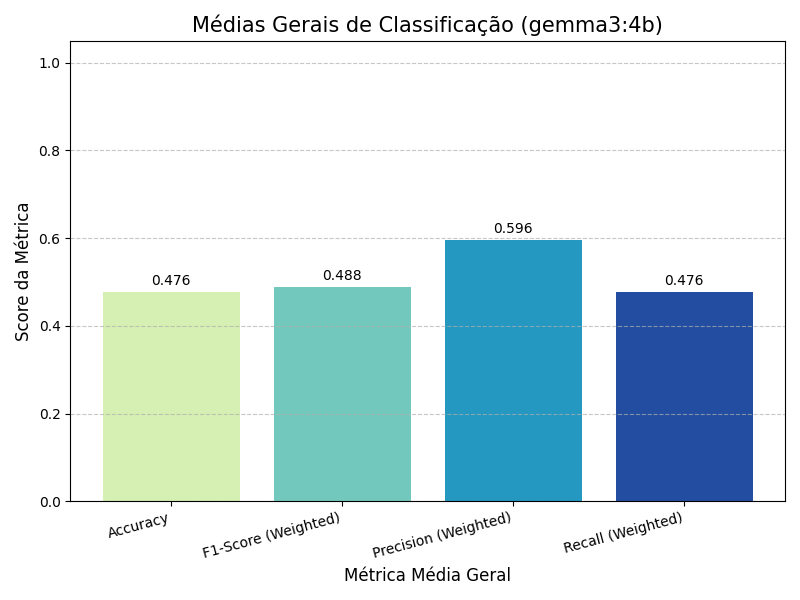 Médias Gerais de Classificação (gemma3:4b)
Score da Métrica
1.0
0.8
0.6
0.4
0.2
0.0
0.476
0.488
0.596
0.476
Accuracy
F1-Score (Weighted)
Precision (Weighted)
Recall (Weighted)
Métrica Média Geral